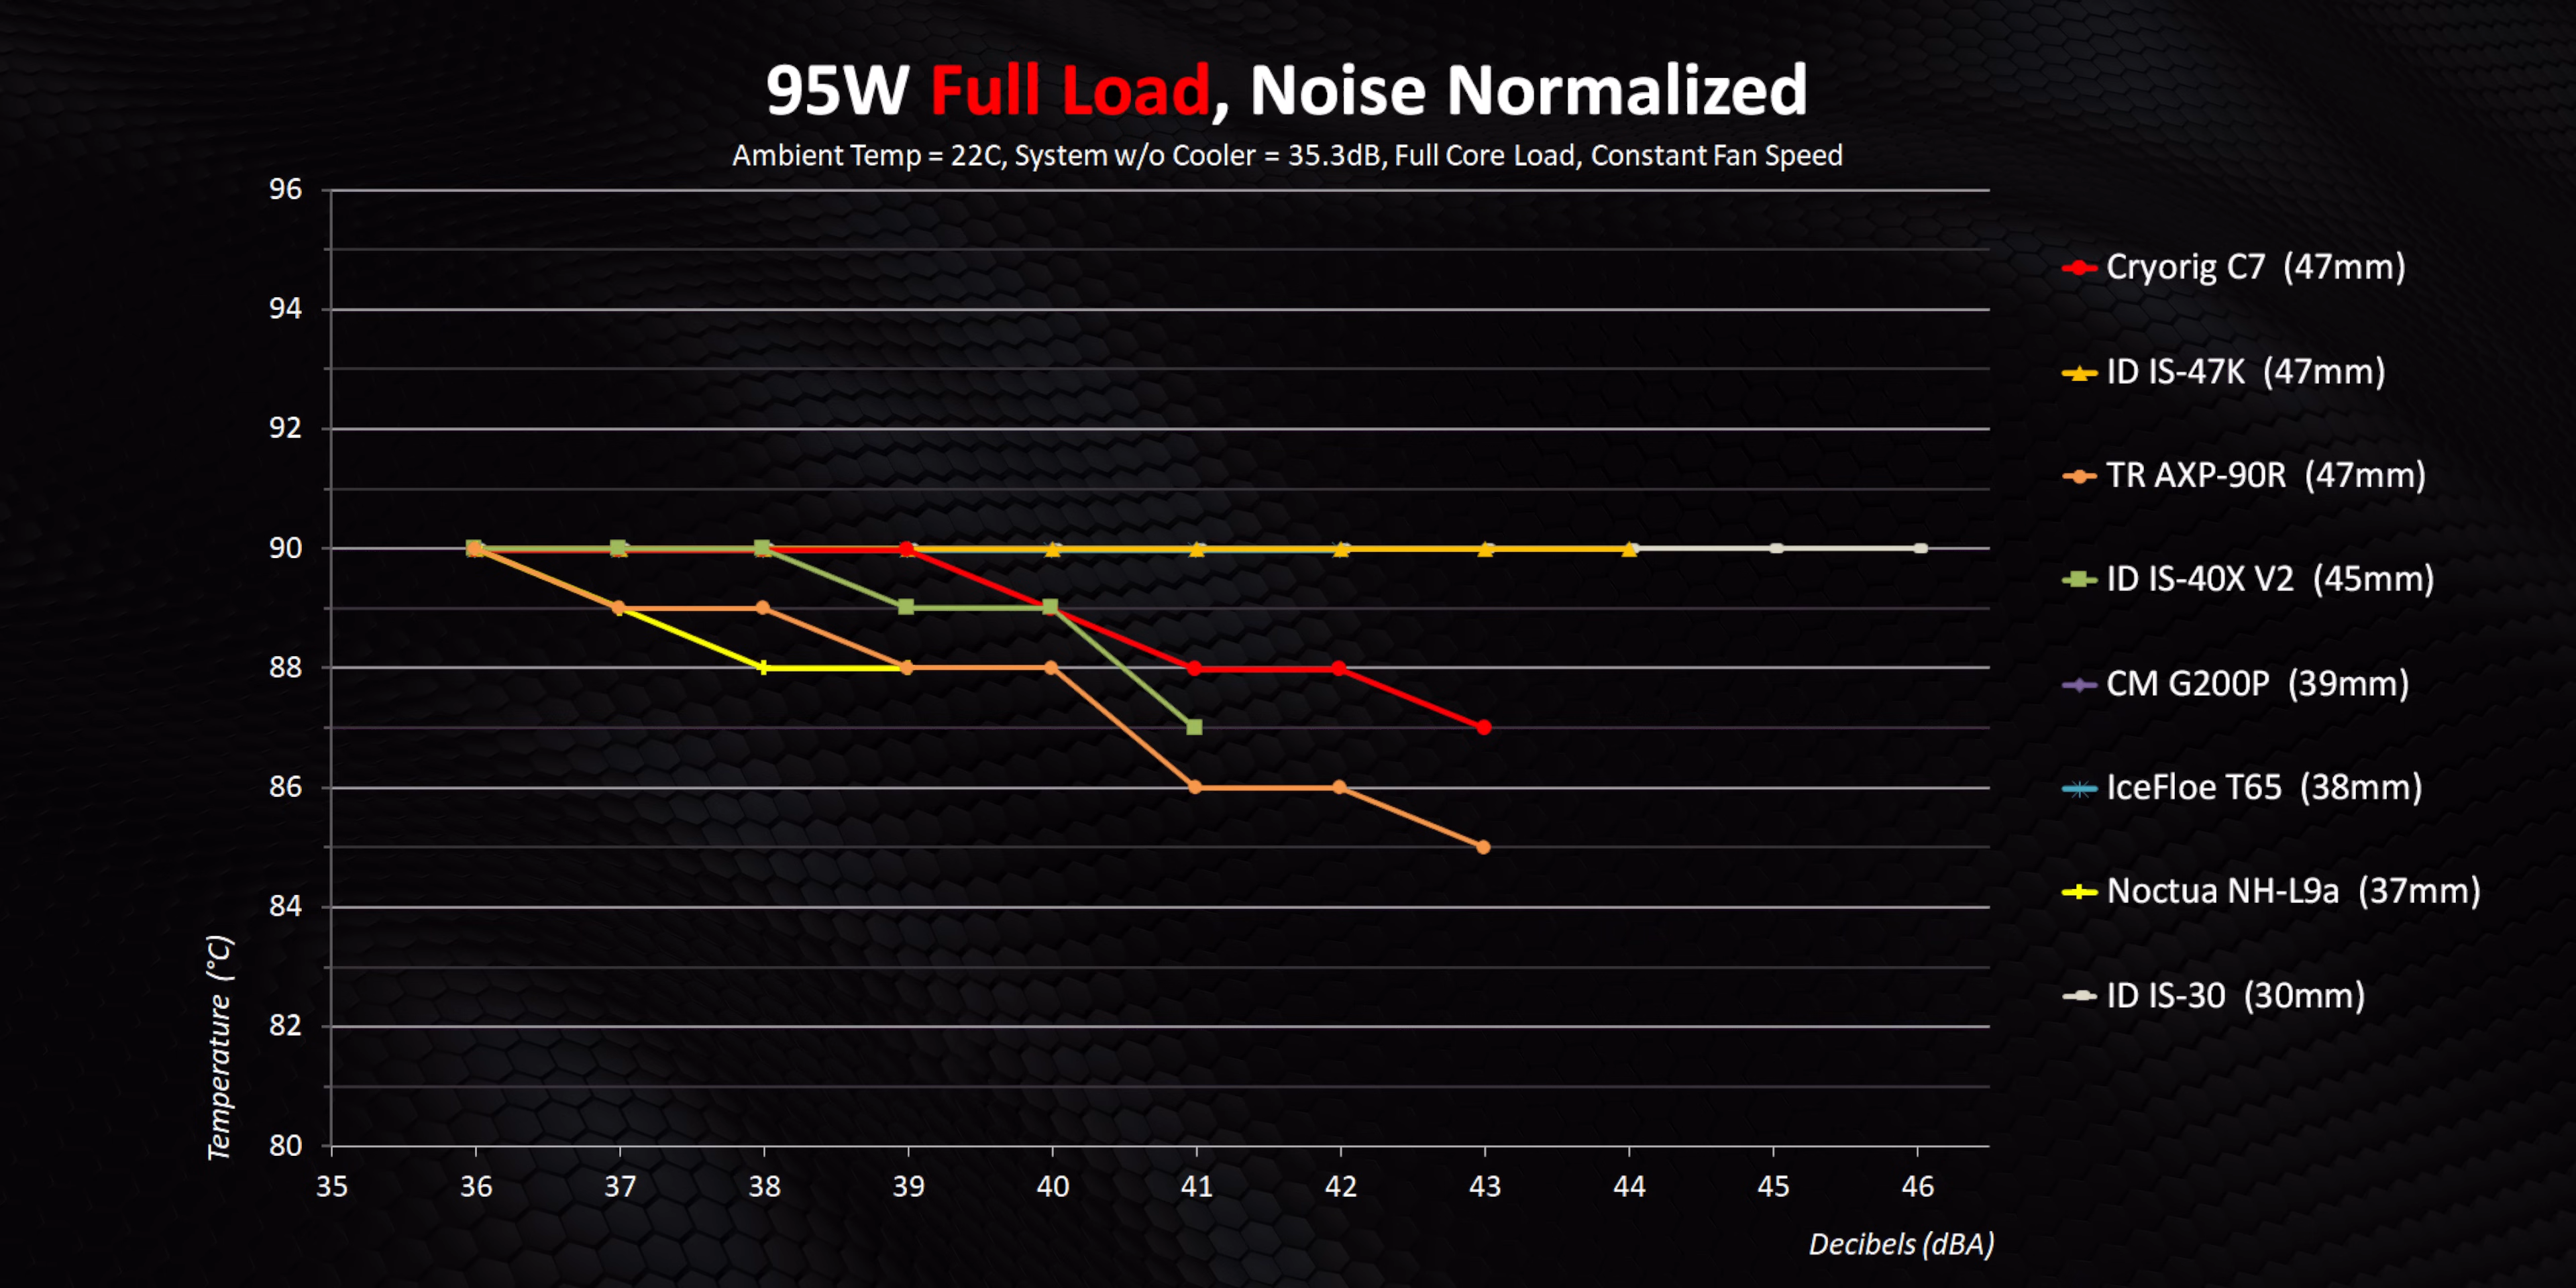 95W Full Load, Noise Normalized
Ambient Temp = 22C, System w/o Cooler = 35.3dB, Full Core Load, Constant Fan Speed
96
94
92
90
88
86
84
82
80
Temperature (°C)
35 36 37 38 39 40 41 42 43 44 45 46
Decibels (dBA)
Cryorig C7 (47mm)
ID IS-47K (47mm)
TR AXP-90R (47mm)
ID IS-40X V2 (45mm)
CM G200P (39mm)
IceFloe T65 (38mm)
Noctua NH-L9a (37mm)
ID IS-30 (30mm)